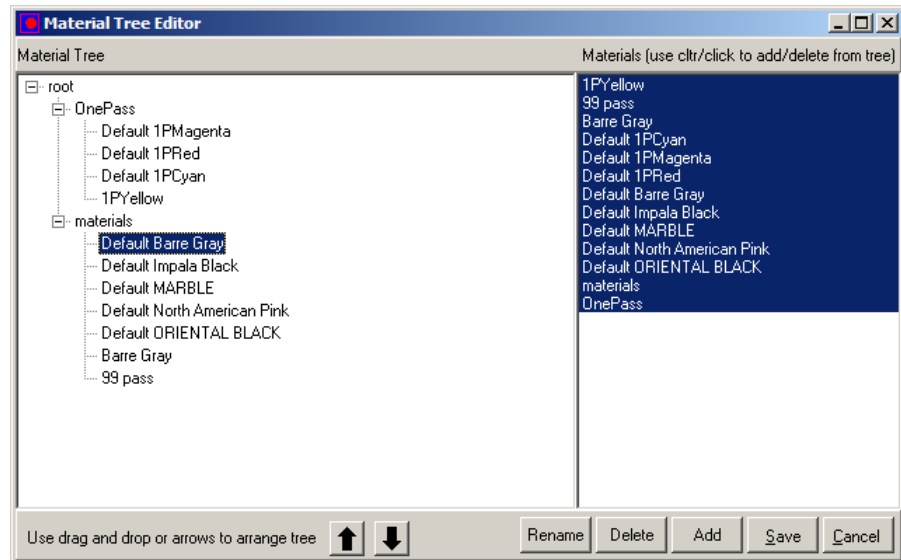 Material Tree Editor
Material Tree
Materials (use cltr/click to add/delete from tree)
root
OnePass
Default 1PMagenta
Default 1PRed
Default 1PCyan
1PYellow
materials
Default Barre Gray
Default Impala Black
Default MARBLE
Default North American Pink
Default ORIENTAL BLACK
Barre Gray
99 pass
1PYellow
99 pass
Barre Gray
Default 1PCyan
Default 1PMagenta
Default 1PRed
Default Barre Gray
Default Impala Black
Default MARBLE
Default North American Pink
Default ORIENTAL BLACK
materials
OnePass
Use drag and drop or arrows to arrange tree
Rename
Delete
Add
Save
Cancel